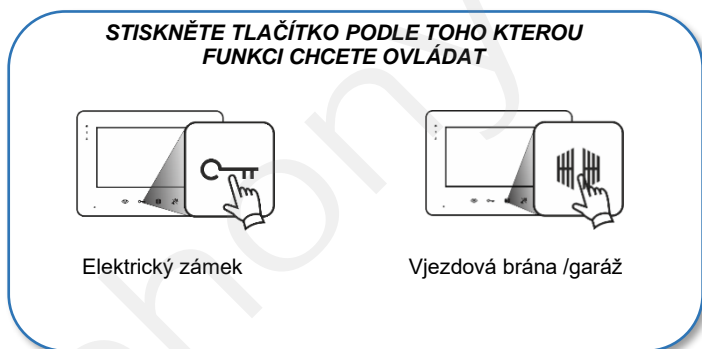 STISKNĚTE TLAČÍTKO PODLE TOHO KTEROU
FUNKCI CHCETE OVLÁDAT
Elektrický zámek
Vjezdová brána /garáž